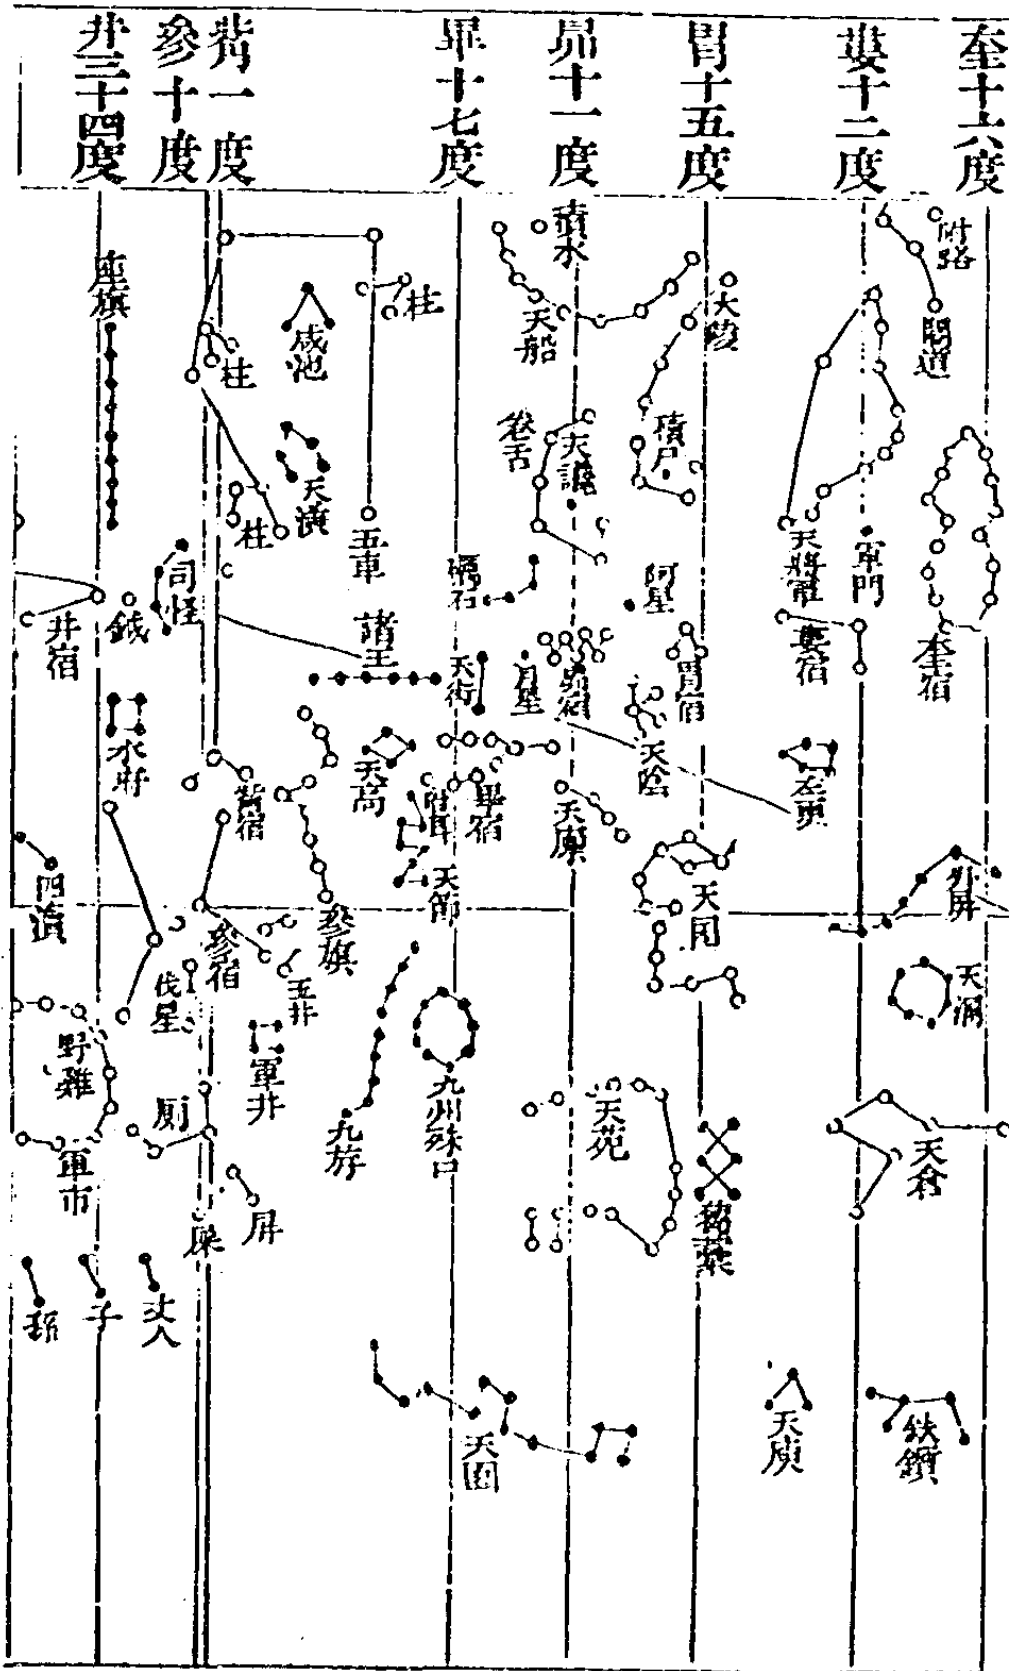 奎十六度
婁十二度
胃十五度
昴十一度
畢十七度
觜一度
參十度
井三十四度
附路
閣道
軍門
天將軍
奎宿
婁宿
左更
外屏
天溷
天倉
鈇鑕
天庾
大陵
積尸
胃宿
天陰
天囷
芻藁
積水
天船
天讒
卷舌
礪石
昴宿
月星
天街
天廪
畢宿
附耳
天節
天苑
九州殊口
天園
柱
五車
諸王
天高
咸池
天潢
柱
柱
參旗
九斿
觜宿
參宿
玉井
軍井
伐星
屏
厠
屎
座旗
司怪
鉞
井宿
水府
四瀆
野雞
軍市
丈人
子
孫